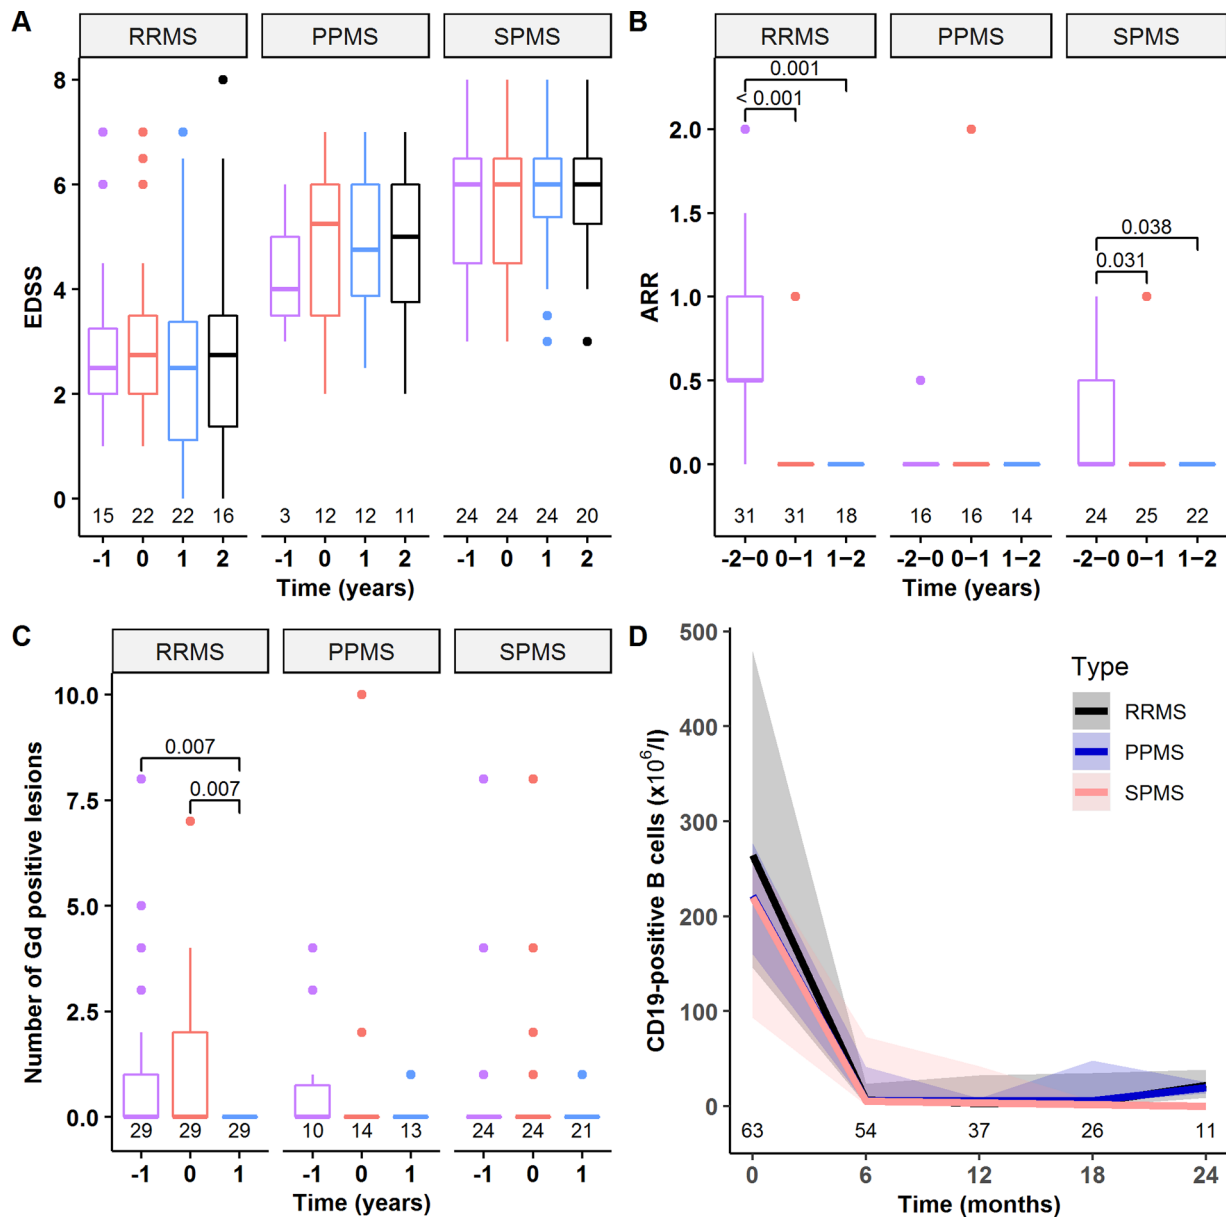 A
RRMS PPMS SPMS
8
6
4
2
0
EDSS
15 22 22 16 3 12 12 11 24 24 24 20
-1 0 1 2 -1 0 1 2 -1 0 1 2
Time (years)
B
RRMS PPMS SPMS
0.001
< 0.001
0.038
0.031
2.0
1.5
1.0
0.5
0.0
ARR
31 31 18 16 16 14 24 25 22
-2-0 0-1 1-2 -2-0 0-1 1-2 -2-0 0-1 1-2
Time (years)
C
RRMS PPMS SPMS
10.0
7.5
5.0
2.5
0.0
Number of Gd positive lesions
0.007
0.007
29 29 29 10 14 13 24 24 21
-1 0 1 -1 0 1 -1 0 1
Time (years)
D
500
400
300
200
100
0
CD19-positive B cells (x10⁶/l)
Type
RRMS
PPMS
SPMS
63 54 37 26 11
0 6 12 18 24
Time (months)